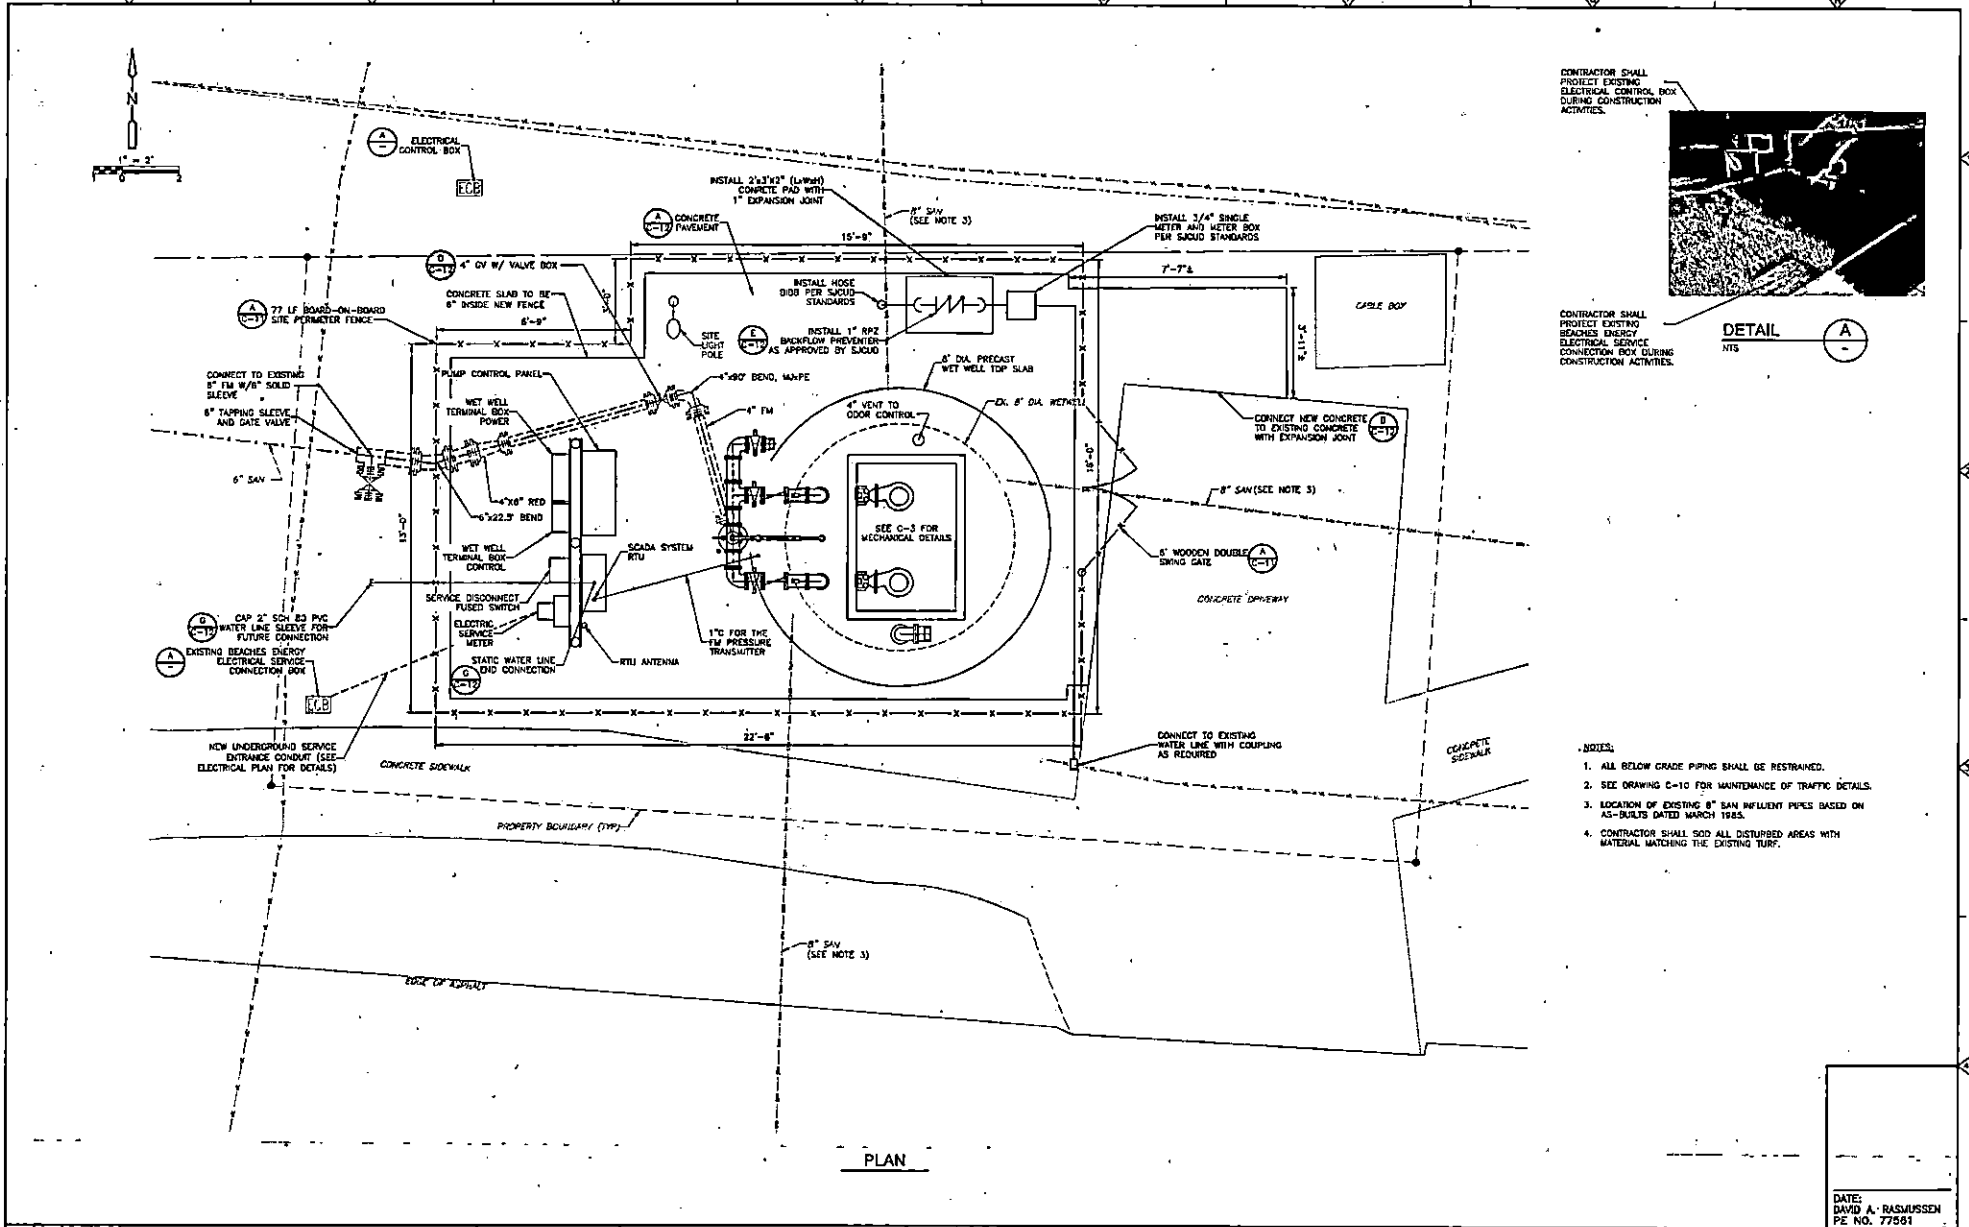 N
1" = 2'
1 0 2
A
-
ELECTRICAL
CONTROL BOX
ECB
INSTALL 2'x3'X2" (LxWxH)
CONRETE PAD WITH
1" EXPANSION JOINT
A
C-12
CONCRETE
PAVEMENT
8" SAN
(SEE NOTE 3)
INSTALL 3/4" SINGLE
METER AND METER BOX
PER SJCUD STANDARDS
15'-9"
7'-7"±
4" GV W/ VALVE BOX
C-12
CONCRETE SLAB TO BE
6" INSIDE NEW FENCE
INSTALL HOSE
BIBB PER SJCUD
STANDARDS
CABLE BOX
A
77 LF BOARD-ON-BOARD
SITE PERIMETER FENCE
SITE
LIGHT
POLE
E
C-12
INSTALL 1" RPZ
BACKFLOW PREVENTER
AS APPROVED BY SJCUD
3'-11"±
8' DIA. PRECAST
WET WELL TOP SLAB
CONNECT TO EXISTING
FM W/6" SOLID
SLEEVE
PUMP CONTROL PANEL
4"x90° BEND, MJxPE
WET WELL
TERMINAL BOX
POWER
4" FM
4" VENT TO
ODOR CONTROL
EX. 6' DIA. WETWELL
6" TAPPING SLEEVE
AND GATE VALVE
CONNECT NEW CONCRETE
TO EXISTING CONCRETE
WITH EXPANSION JOINT
C-12
6" SAN
4"X6" RED
6"x22.5° BEND
16'-0"
8" SAN (SEE NOTE 3)
13'-0"
SEE C-3 FOR
MECHANICAL DETAILS
WET WELL
TERMINAL BOX
CONTROL
SCADA SYSTEM
RTU
6' WOODEN DOUBLE
SWING GATE
A
C-11
SERVICE DISCONNECT
FUSED SWITCH
CONCRETE DRIVEWAY
G
C-12
CAP 2" SCH 80 PVC
WATER LINE SLEEVE FOR
FUTURE CONNECTION
ELECTRIC
SERVICE
METER
1"C FOR THE
FM PRESSURE
TRANSMITTER
A
-
EXISTING BEACHES ENERGY
ELECTRICAL SERVICE
CONNECTION BOX
G
C-12
STATIC WATER LINE
END CONNECTION
RTU ANTENNA
ECB
22'-6"
NEW UNDERGROUND SERVICE
ENTRANCE CONDUIT (SEE
ELECTRICAL PLAN FOR DETAILS)
CONCRETE SIDEWALK
CONNECT TO EXISTING
WATER LINE WITH COUPLING
AS REQUIRED
CONCRETE
SIDEWALK
PROPERTY BOUNDARY (TYP)
8" SAN
(SEE NOTE 3)
EDGE OF ASPHALT
PLAN
CONTRACTOR SHALL
PROTECT EXISTING
ELECTRICAL CONTROL BOX
DURING CONSTRUCTION
ACTIVITIES.
CONTRACTOR SHALL
PROTECT EXISTING
BEACHES ENERGY
ELECTRICAL SERVICE
CONNECTION BOX DURING
CONSTRUCTION ACTIVITIES.
DETAIL
NTS
A
-
NOTES:
1. ALL BELOW GRADE PIPING SHALL BE RESTRAINED.
2. SEE DRAWING C-10 FOR MAINTENANCE OF TRAFFIC DETAILS.
3. LOCATION OF EXISTING 8" SAN INFLUENT PIPES BASED ON
AS-BUILTS DATED MARCH 1985.
4. CONTRACTOR SHALL SOD ALL DISTURBED AREAS WITH
MATERIAL MATCHING THE EXISTING TURF.
DATE:
DAVID A. RASMUSSEN
PE NO. 77561